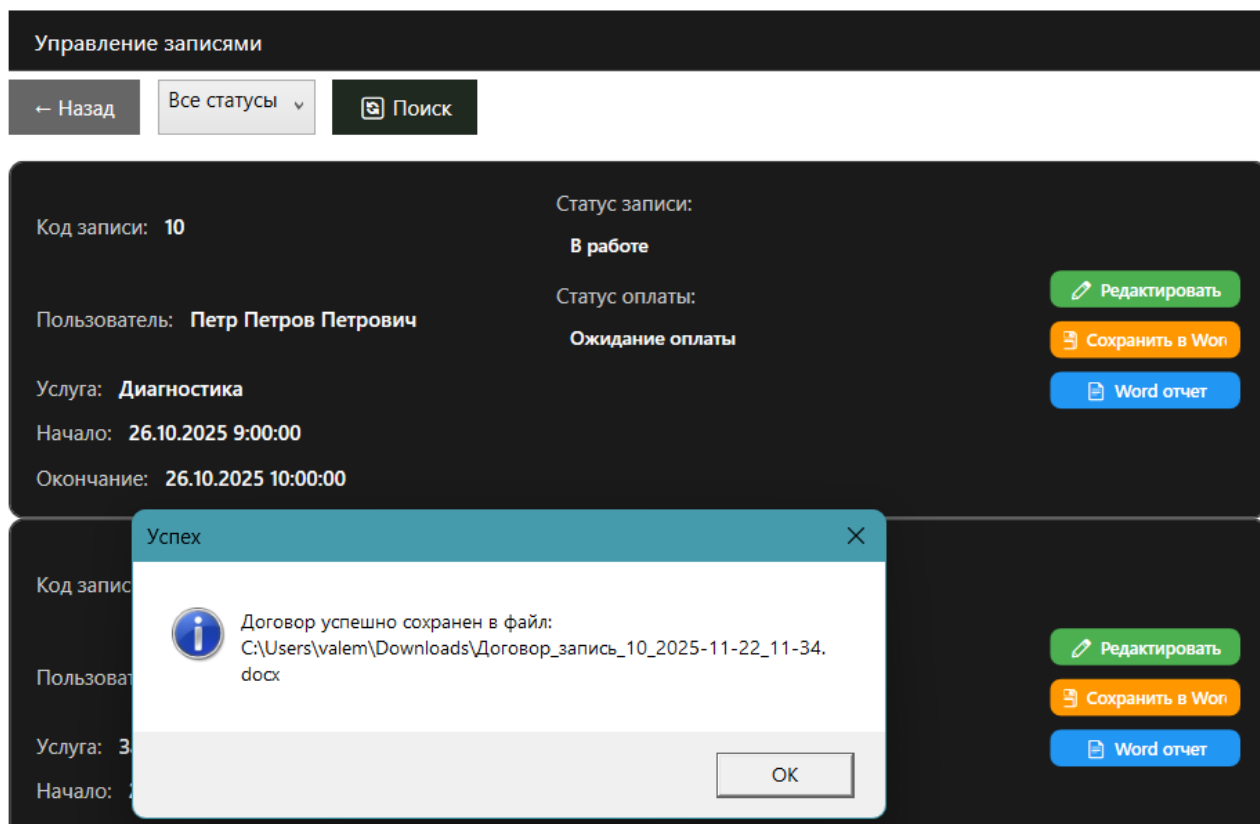 Управление записями
← Назад
Все статусы
Поиск
Код записи: 10
Статус записи:
В работе
Пользователь: Петр Петров Петрович
Статус оплаты:
Ожидание оплаты
Услуга: Диагностика
Начало: 26.10.2025 9:00:00
Окончание: 26.10.2025 10:00:00
Редактировать
Сохранить в Wor
Word отчет
Успех
Договор успешно сохранен в файл:
C:\Users\valem\Downloads\Договор_запись_10_2025-11-22_11-34.
docx
OK
Код запис
Пользоват
Услуга: З
Начало:
Редактировать
Сохранить в Wor
Word отчет